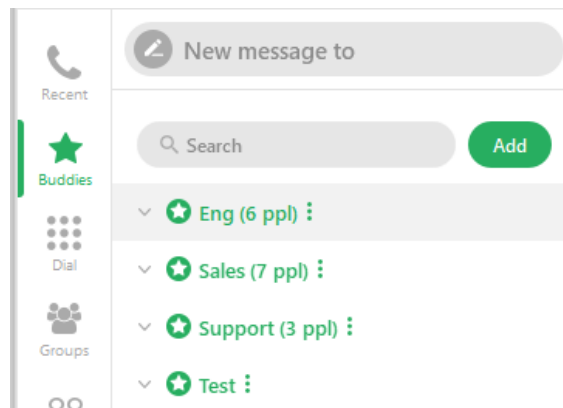 New message to
Recent
Search
Add
Buddies
Eng (6 ppl)
Dial
Sales (7 ppl)
Groups
Support (3 ppl)
Test